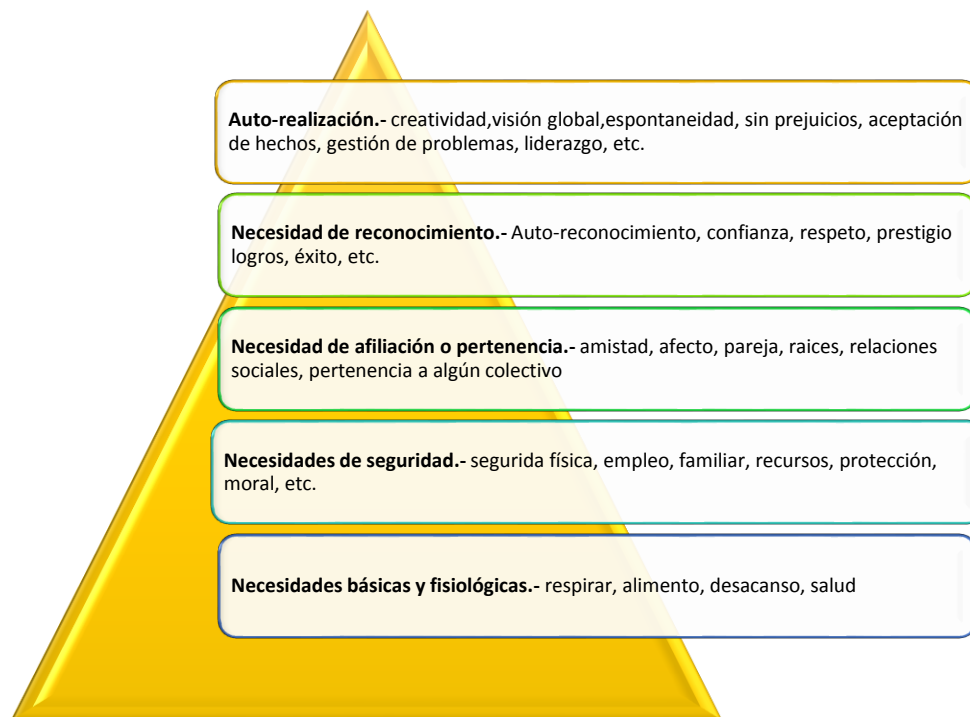 Auto-realización.- creatividad,visión global,espontaneidad, sin prejuicios, aceptación
de hechos, gestión de problemas, liderazgo, etc.
Necesidad de reconocimiento.- Auto-reconocimiento, confianza, respeto, prestigio
logros, éxito, etc.
Necesidad de afiliación o pertenencia.- amistad, afecto, pareja, raices, relaciones
sociales, pertenencia a algún colectivo
Necesidades de seguridad.- segurida física, empleo, familiar, recursos, protección,
moral, etc.
Necesidades básicas y fisiológicas.- respirar, alimento, desacanso, salud